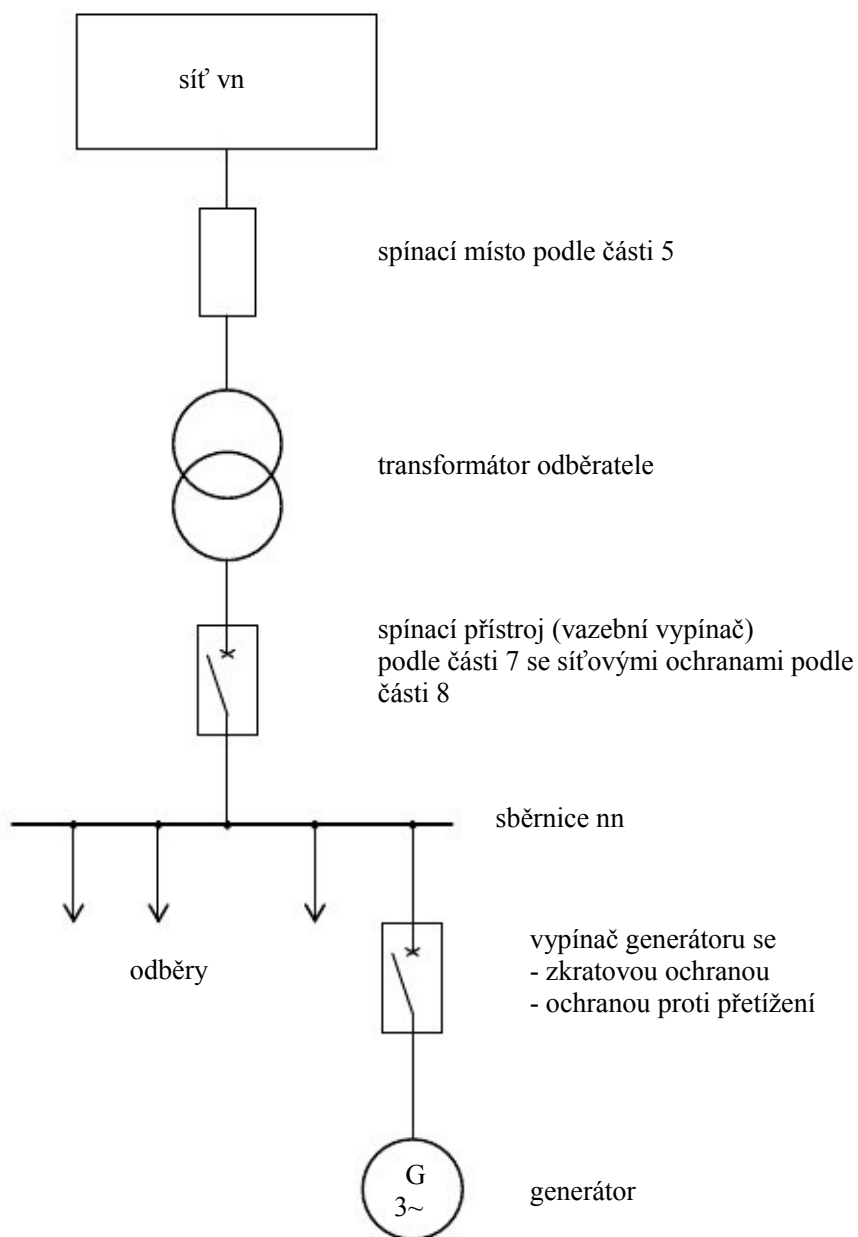 síť vn
spínací místo podle části 5
transformátor odběratele
spínací přístroj (vazební vypínač)
podle části 7 se síťovými ochranami podle
části 8
sběrnice nn
odběry
vypínač generátoru se
- zkratovou ochranou
- ochranou proti přetížení
G
3~
generátor